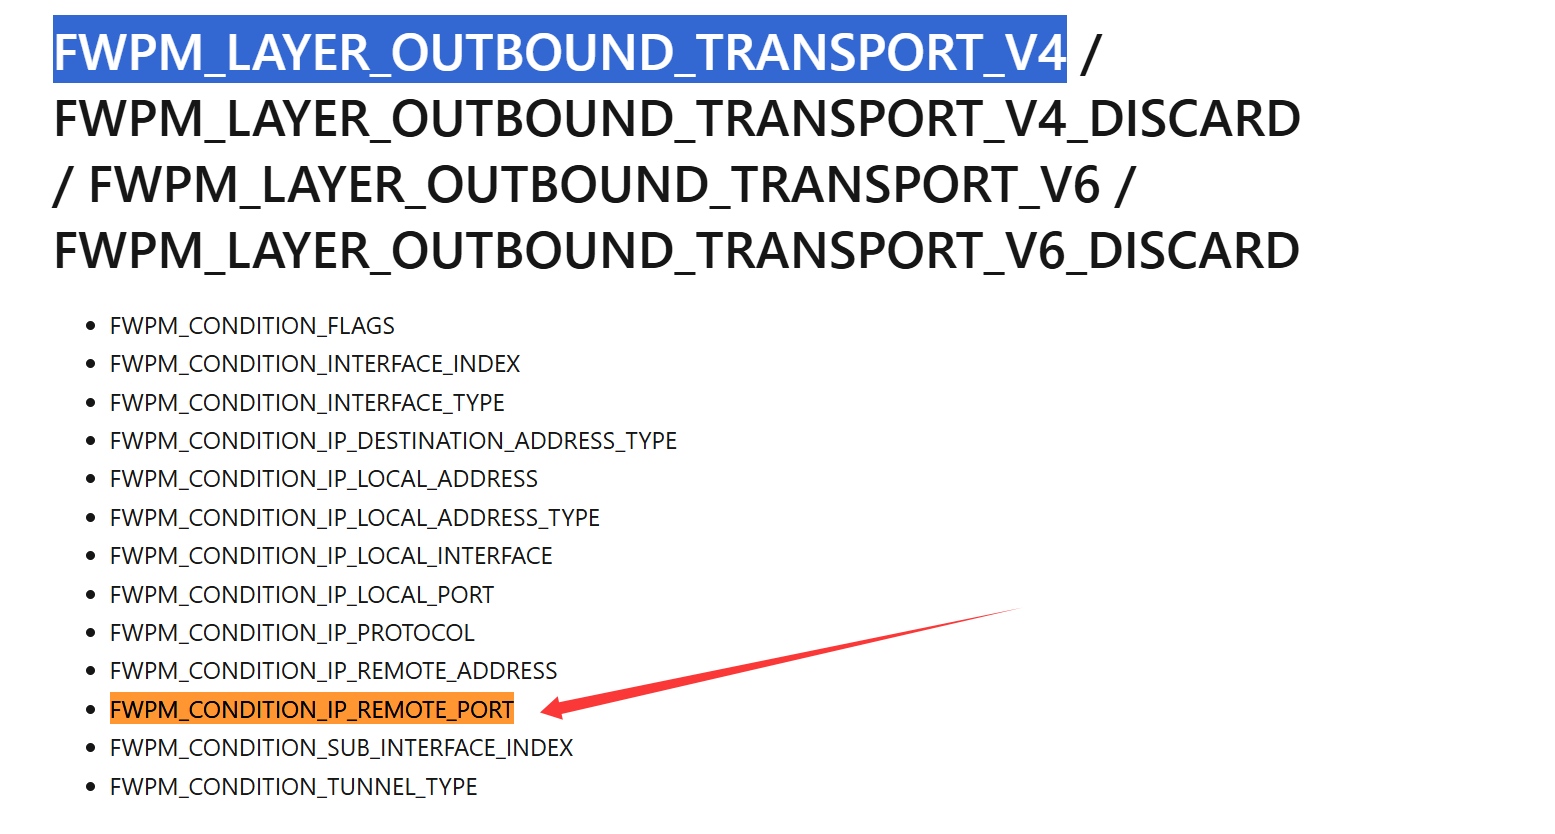 FWPM_LAYER_OUTBOUND_TRANSPORT_V4 /
FWPM_LAYER_OUTBOUND_TRANSPORT_V4_DISCARD
/ FWPM_LAYER_OUTBOUND_TRANSPORT_V6 /
FWPM_LAYER_OUTBOUND_TRANSPORT_V6_DISCARD
• FWPM_CONDITION_FLAGS
• FWPM_CONDITION_INTERFACE_INDEX
• FWPM_CONDITION_INTERFACE_TYPE
• FWPM_CONDITION_IP_DESTINATION_ADDRESS_TYPE
• FWPM_CONDITION_IP_LOCAL_ADDRESS
• FWPM_CONDITION_IP_LOCAL_ADDRESS_TYPE
• FWPM_CONDITION_IP_LOCAL_INTERFACE
• FWPM_CONDITION_IP_LOCAL_PORT
• FWPM_CONDITION_IP_PROTOCOL
• FWPM_CONDITION_IP_REMOTE_ADDRESS
• FWPM_CONDITION_IP_REMOTE_PORT
• FWPM_CONDITION_SUB_INTERFACE_INDEX
• FWPM_CONDITION_TUNNEL_TYPE